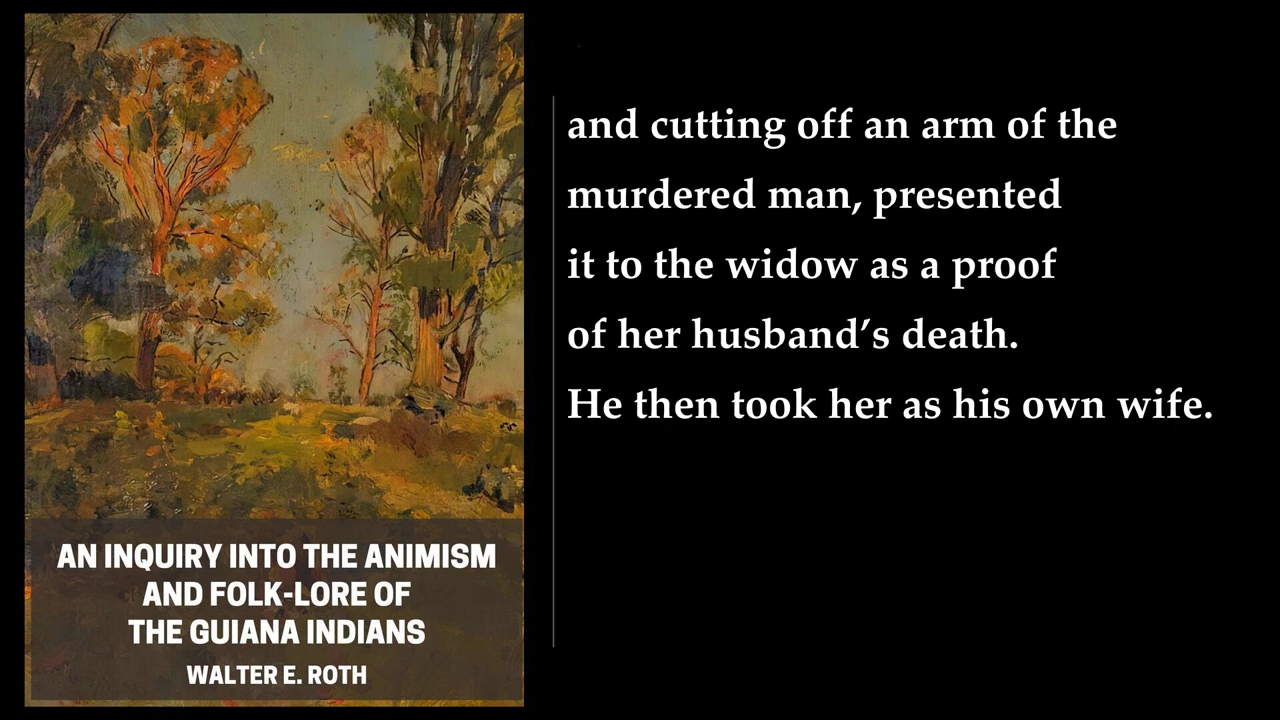 and cutting off an arm of the
murdered man, presented
it to the widow as a proof
of her husband’s death.
He then took her as his own wife.
AN INQUIRY INTO THE ANIMISM
AND FOLK-LORE OF
THE GUIANA INDIANS
WALTER E. ROTH